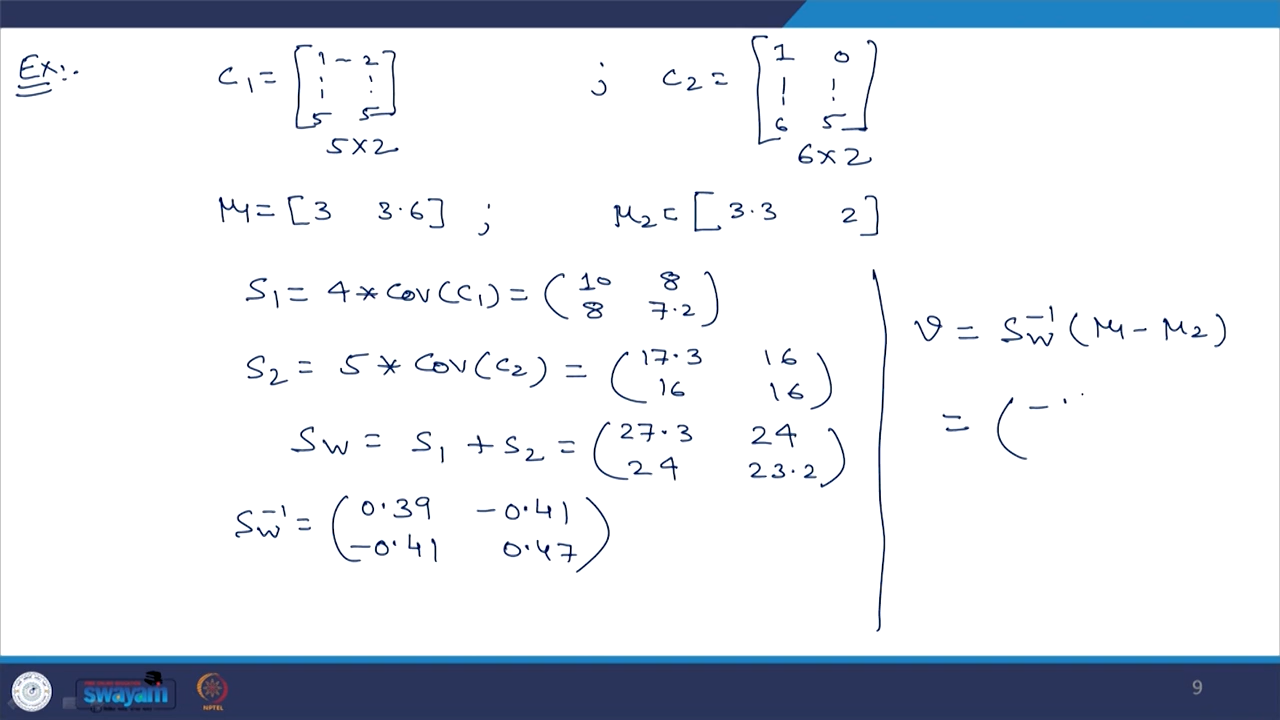 Ex:.
C₁ = [1 – 2 ⋮ ⋮ 5 5] 5×2 ; C₂ = [1 0 ⋮ ⋮ 6 5] 6×2
μ₁ = [3 3.6] ; μ₂ = [3.3 2]
S₁ = 4 * Cov(C₁) = (10 8 8 7.2)
S₂ = 5 * Cov(C₂) = (17.3 16 16 16)
Sw = S₁ + S₂ = (27.3 24 24 23.2)
Sw⁻¹ = (0.39 -0.41 -0.41 0.47)
v = Sw⁻¹ (μ₁ - μ₂)
= ( -
swayam
NPTEL
9